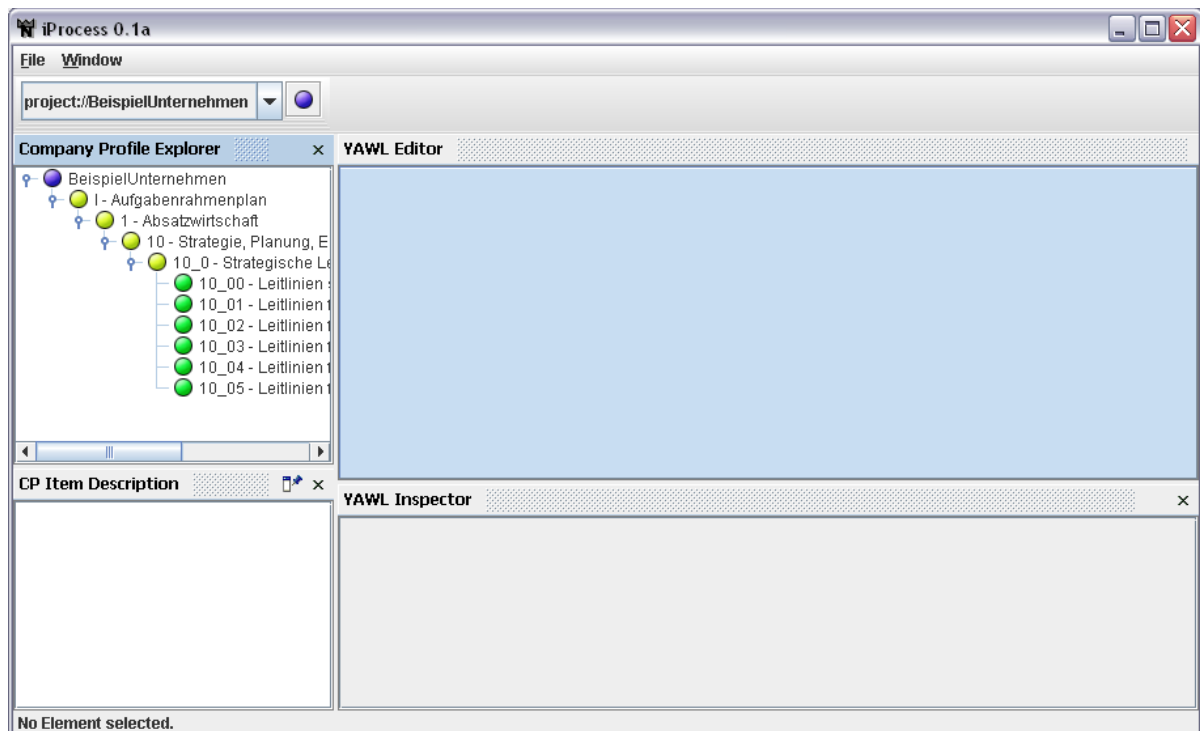 iProcess 0.1a
File Window
project://BeispielUnternehmen
Company Profile Explorer
YAWL Editor
BeispielUnternehmen
I - Aufgabenrahmenplan
1 - Absatzwirtschaft
10 - Strategie, Planung, E
10_0 - Strategische Le
10_00 - Leitlinien
10_01 - Leitlinien
10_02 - Leitlinien
10_03 - Leitlinien
10_04 - Leitlinien
10_05 - Leitlinien
CP Item Description
YAWL Inspector
No Element selected.